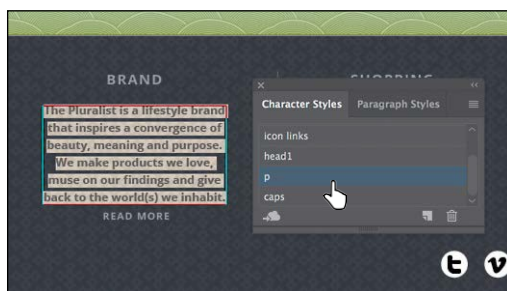 BRAND
The Pluralist is a lifestyle brand
that inspires a convergence of
beauty, meaning and purpose.
We make products we love,
muse on our findings and give
back to the world(s) we inhabit.
READ MORE
SHOPPING
Character Styles
Paragraph Styles
icon links
head1
p
caps